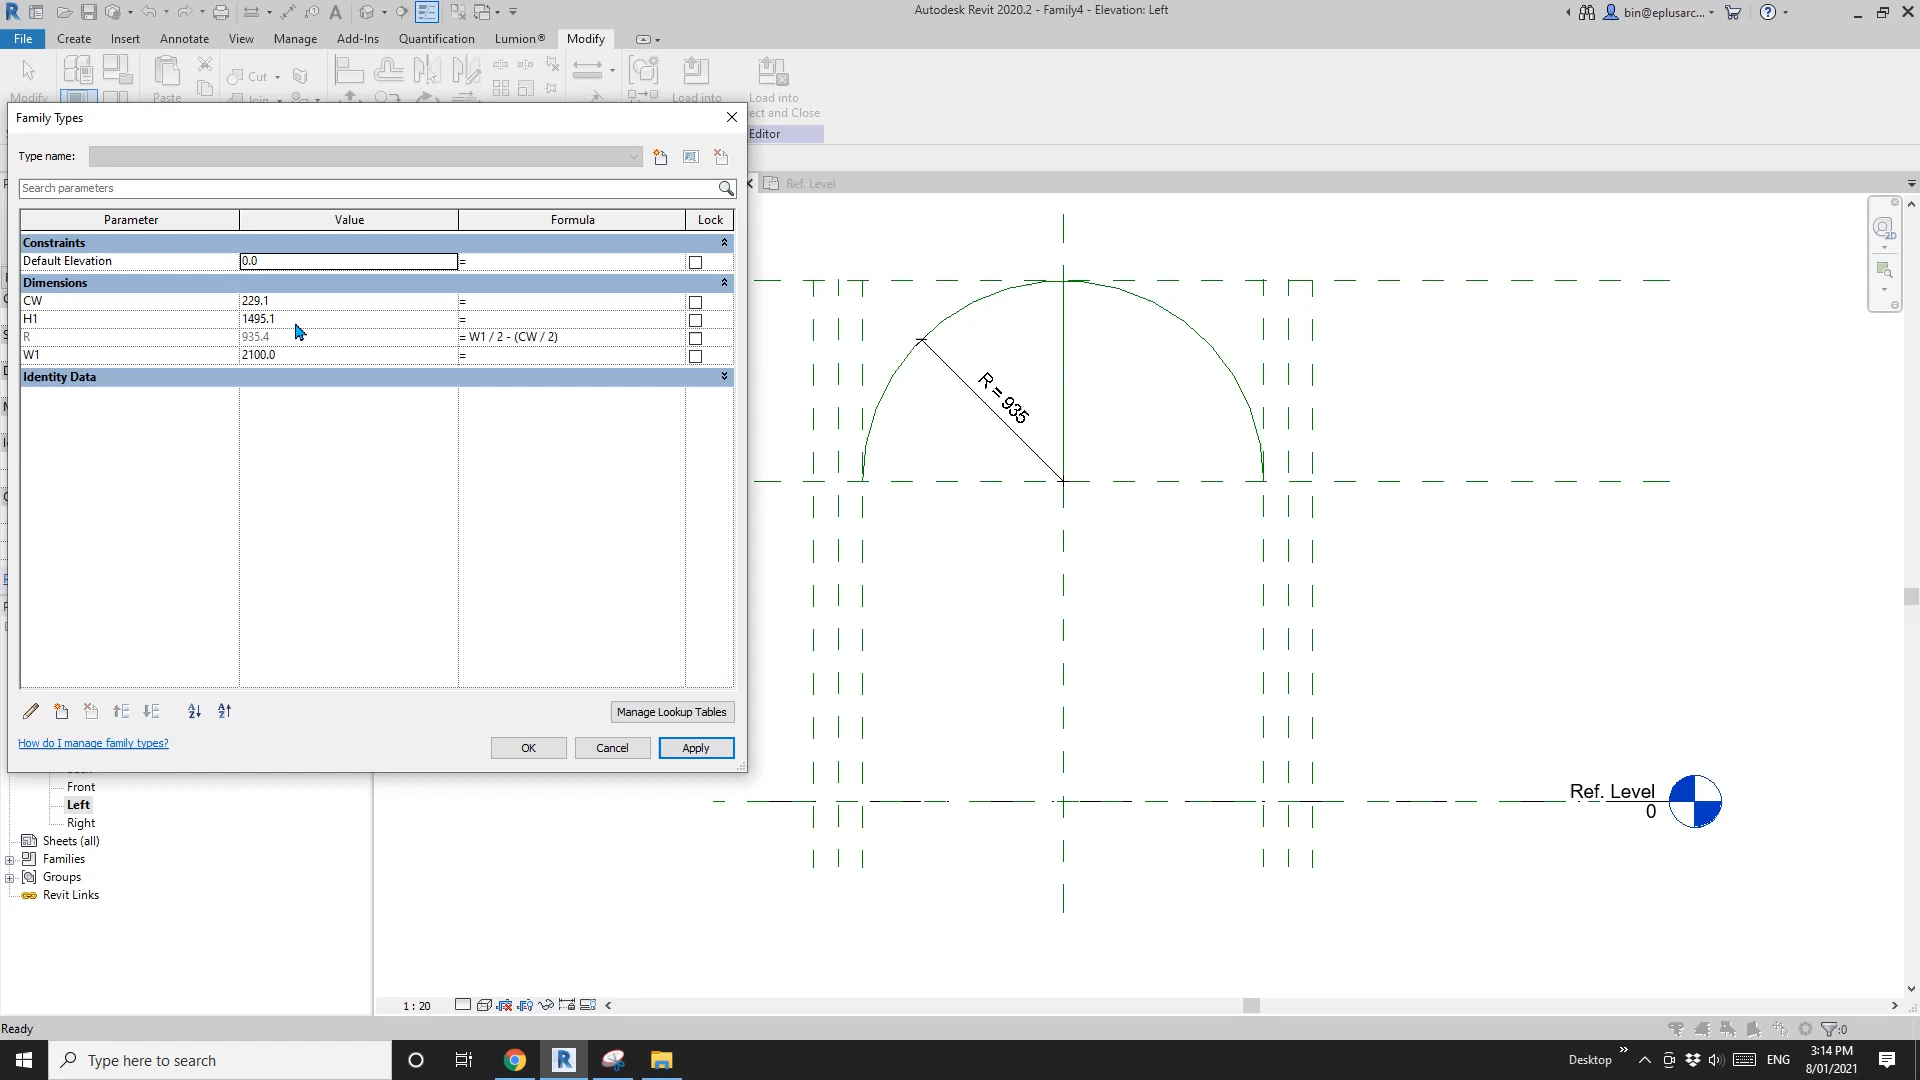 Autodesk Revit 2020.2 - Family4 - Elevation: Left
bin@eplusarc...
File Create Insert Annotate View Manage Add-Ins Quantification Lumion® Modify
Cut
Modify Paste Join Load into Load into
ect and Close
Editor
Family Types
Type name:
Ref. Level
Search parameters
Parameter Value Formula Lock
Constraints
Default Elevation 0.0 =
Dimensions
CW 229.1 =
H1 1495.1 =
R 935.4 = W1 / 2 - (CW / 2)
W1 2100.0 =
Identity Data
R = 935
Manage Lookup Tables
How do I manage family types?
OK Cancel Apply
Front
Left
Right
Sheets (all)
Families
Groups
Revit Links
Ref. Level
0
1 : 20
Ready
:0
Type here to search
Desktop
ENG
3:14 PM
8/01/2021